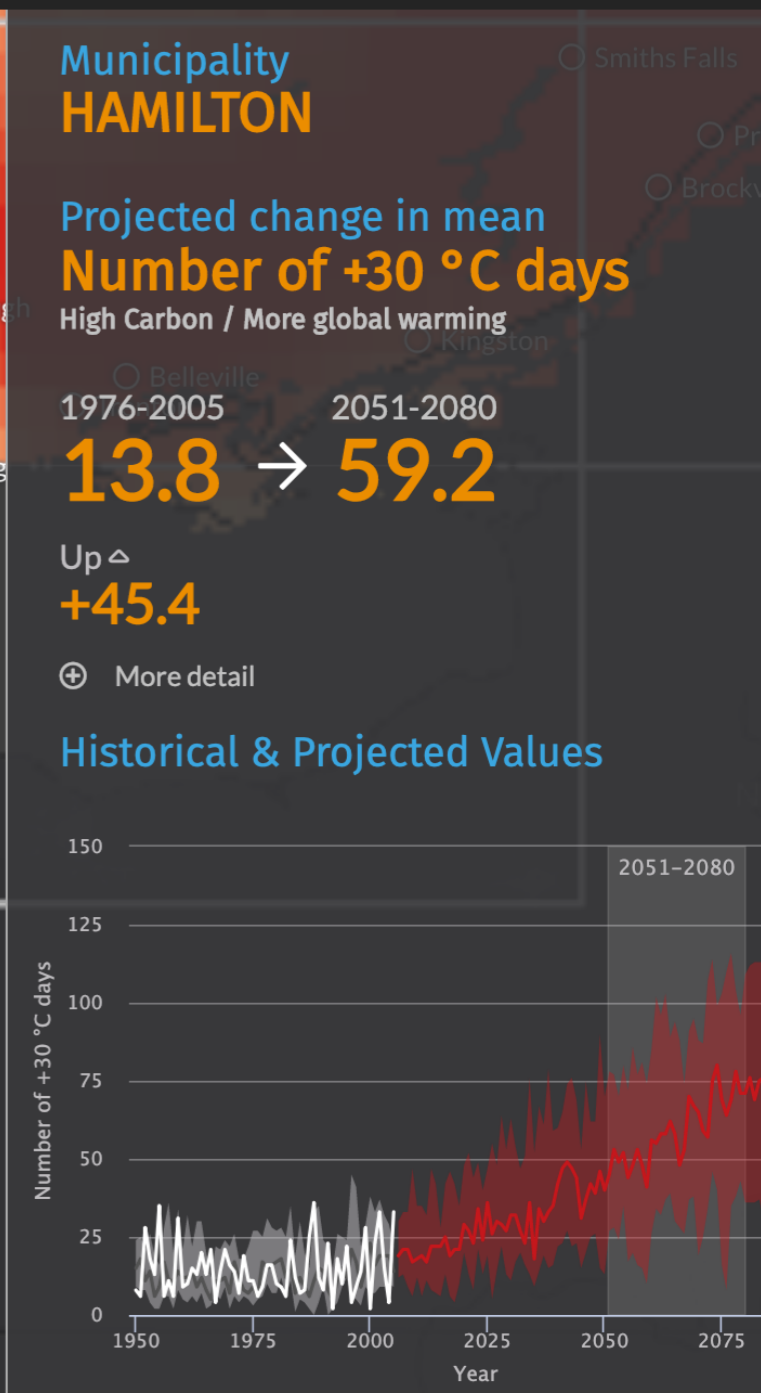 Smiths Falls
Municipality
HAMILTON
Projected change in mean
Number of +30 °C days
High Carbon / More global warming
Kingston
Belleville
1976-2005
2051-2080
13.8 → 59.2
Up
+45.4
More detail
Historical & Projected Values
150
2051–2080
125
100
75
50
25
0
Number of +30 °C days
1950 1975 2000 2025 2050 2075
Year